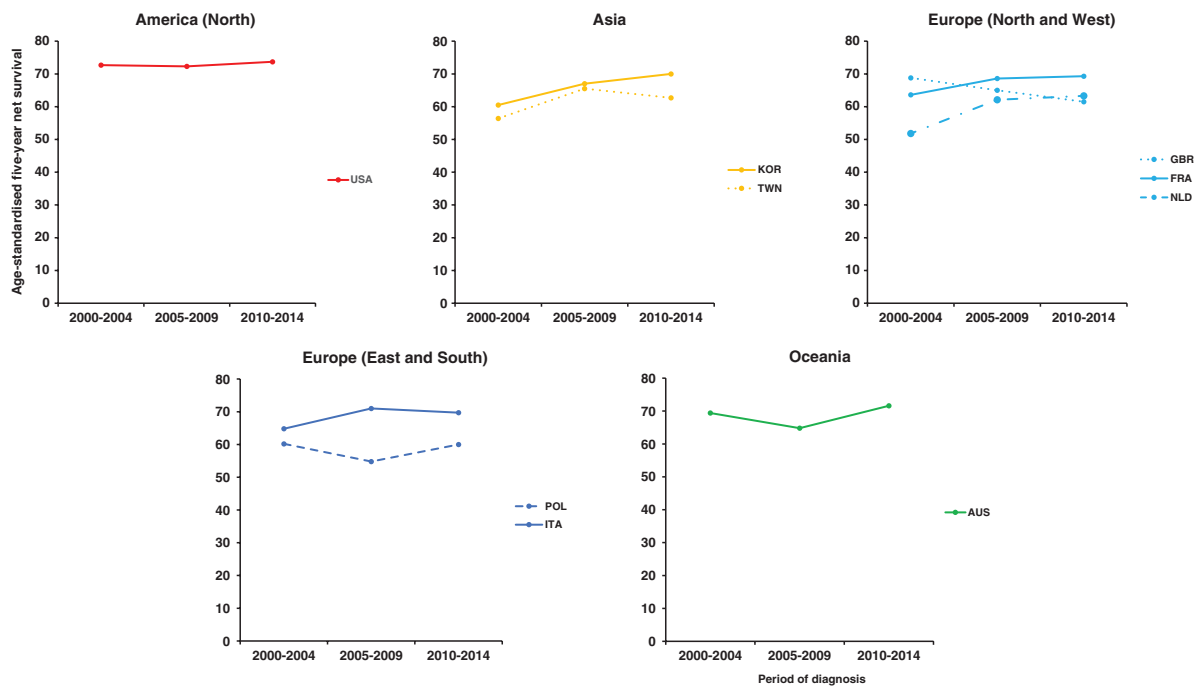 America (North)
Asia
Europe (North and West)
Age-standardised five-year net survival
80
70
60
50
40
30
20
10
0
2000-2004 2005-2009 2010-2014
USA
80
70
60
50
40
30
20
10
0
2000-2004 2005-2009 2010-2014
KOR
TWN
80
70
60
50
40
30
20
10
0
2000-2004 2005-2009 2010-2014
GBR
FRA
NLD
Europe (East and South)
80
70
60
50
40
30
20
10
0
2000-2004 2005-2009 2010-2014
POL
ITA
Oceania
80
70
60
50
40
30
20
10
0
2000-2004 2005-2009 2010-2014
AUS
Period of diagnosis